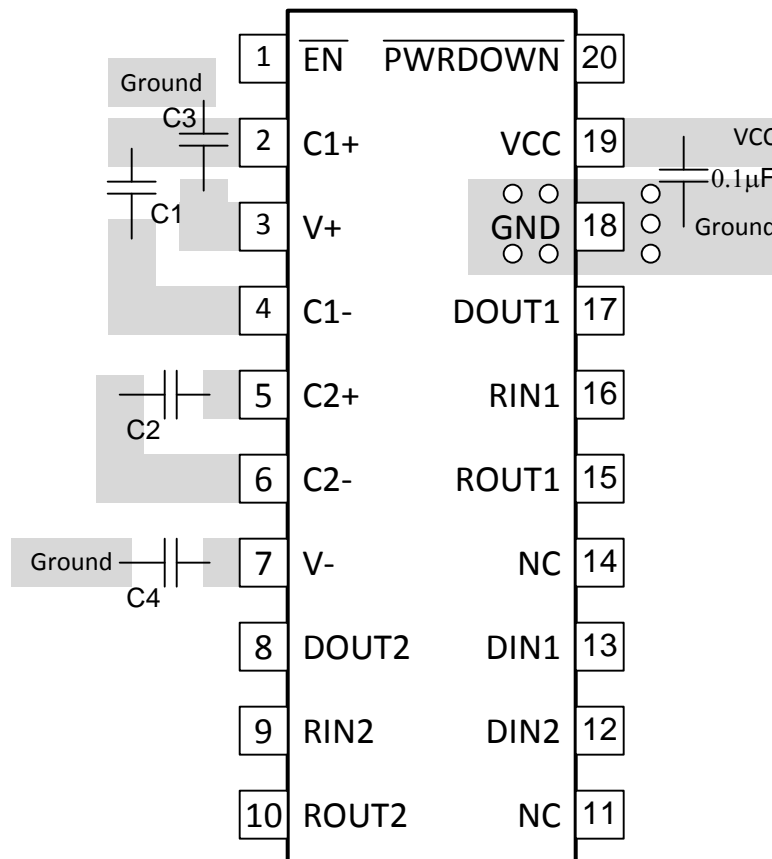 1 EN PWRDOWN 20
Ground
C3
2 C1+ VCC 19 VCC
0.1μF
C1
3 V+ GND 18 Ground
4 C1- DOUT1 17
5 C2+ RIN1 16
C2
6 C2- ROUT1 15
Ground 7 V- NC 14
C4
8 DOUT2 DIN1 13
9 RIN2 DIN2 12
10 ROUT2 NC 11